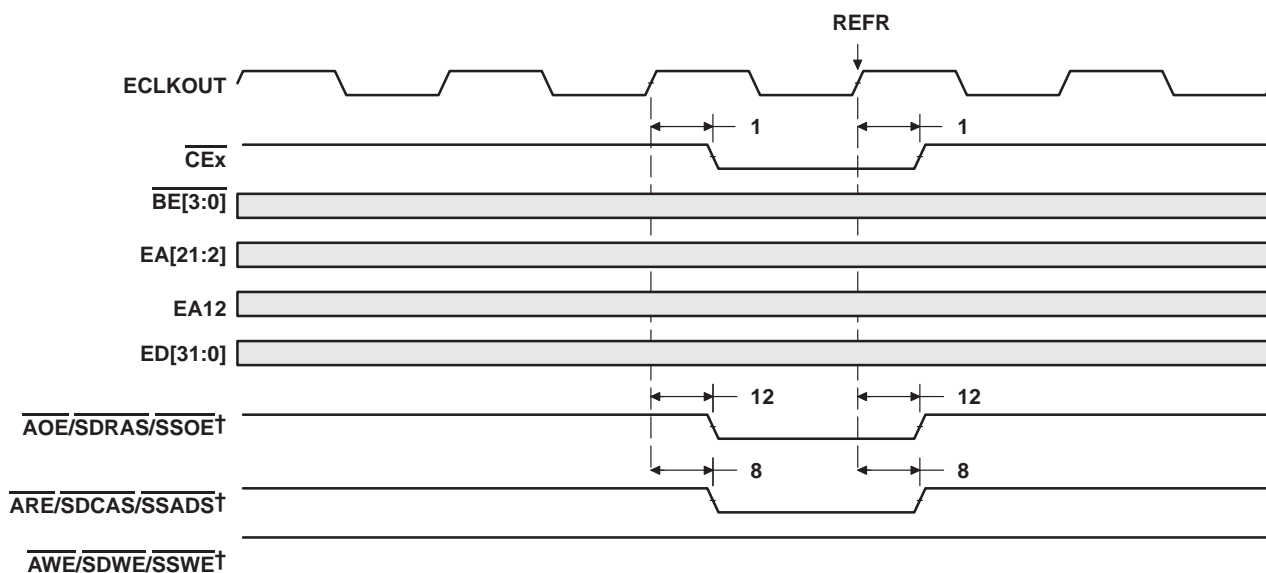 REFR
ECLKOUT
1 1
CEx
BE[3:0]
EA[21:2]
EA12
ED[31:0]
12 12
AOE/SDRAS/SSOE†
8 8
ARE/SDCAS/SSADS†
AWE/SDWE/SSWE†